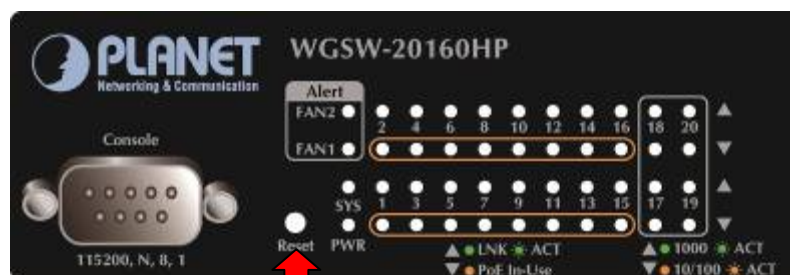 PLANET
Networking & Communication
WGSW-20160HP
Alert
FAN2
2 4 6 8 10 12 14 16 18 20
FAN1
Console
SYS
1 3 5 7 9 11 13 15 17 19
Reset
PWR
115200, N, 8, 1
LNK ACT
1000 ACT
PoE In-Use
10/100 ACT